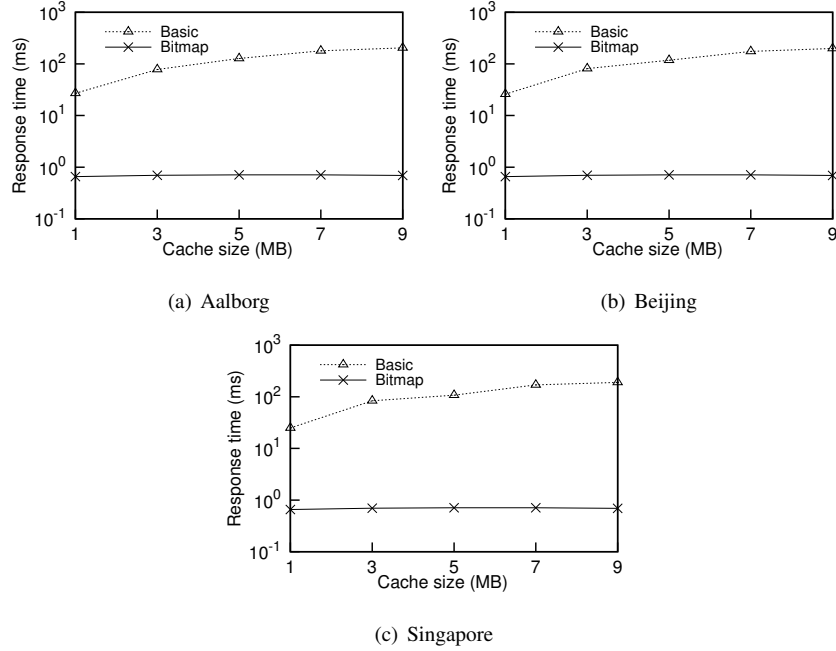 10^3
10^2
10^1
10^0
10^-1
Response time (ms)
Basic
Bitmap
1 3 5 7 9
Cache size (MB)
(a) Aalborg
10^3
10^2
10^1
10^0
10^-1
Response time (ms)
Basic
Bitmap
1 3 5 7 9
Cache size (MB)
(b) Beijing
10^3
10^2
10^1
10^0
10^-1
Response time (ms)
Basic
Bitmap
1 3 5 7 9
Cache size (MB)
(c) Singapore